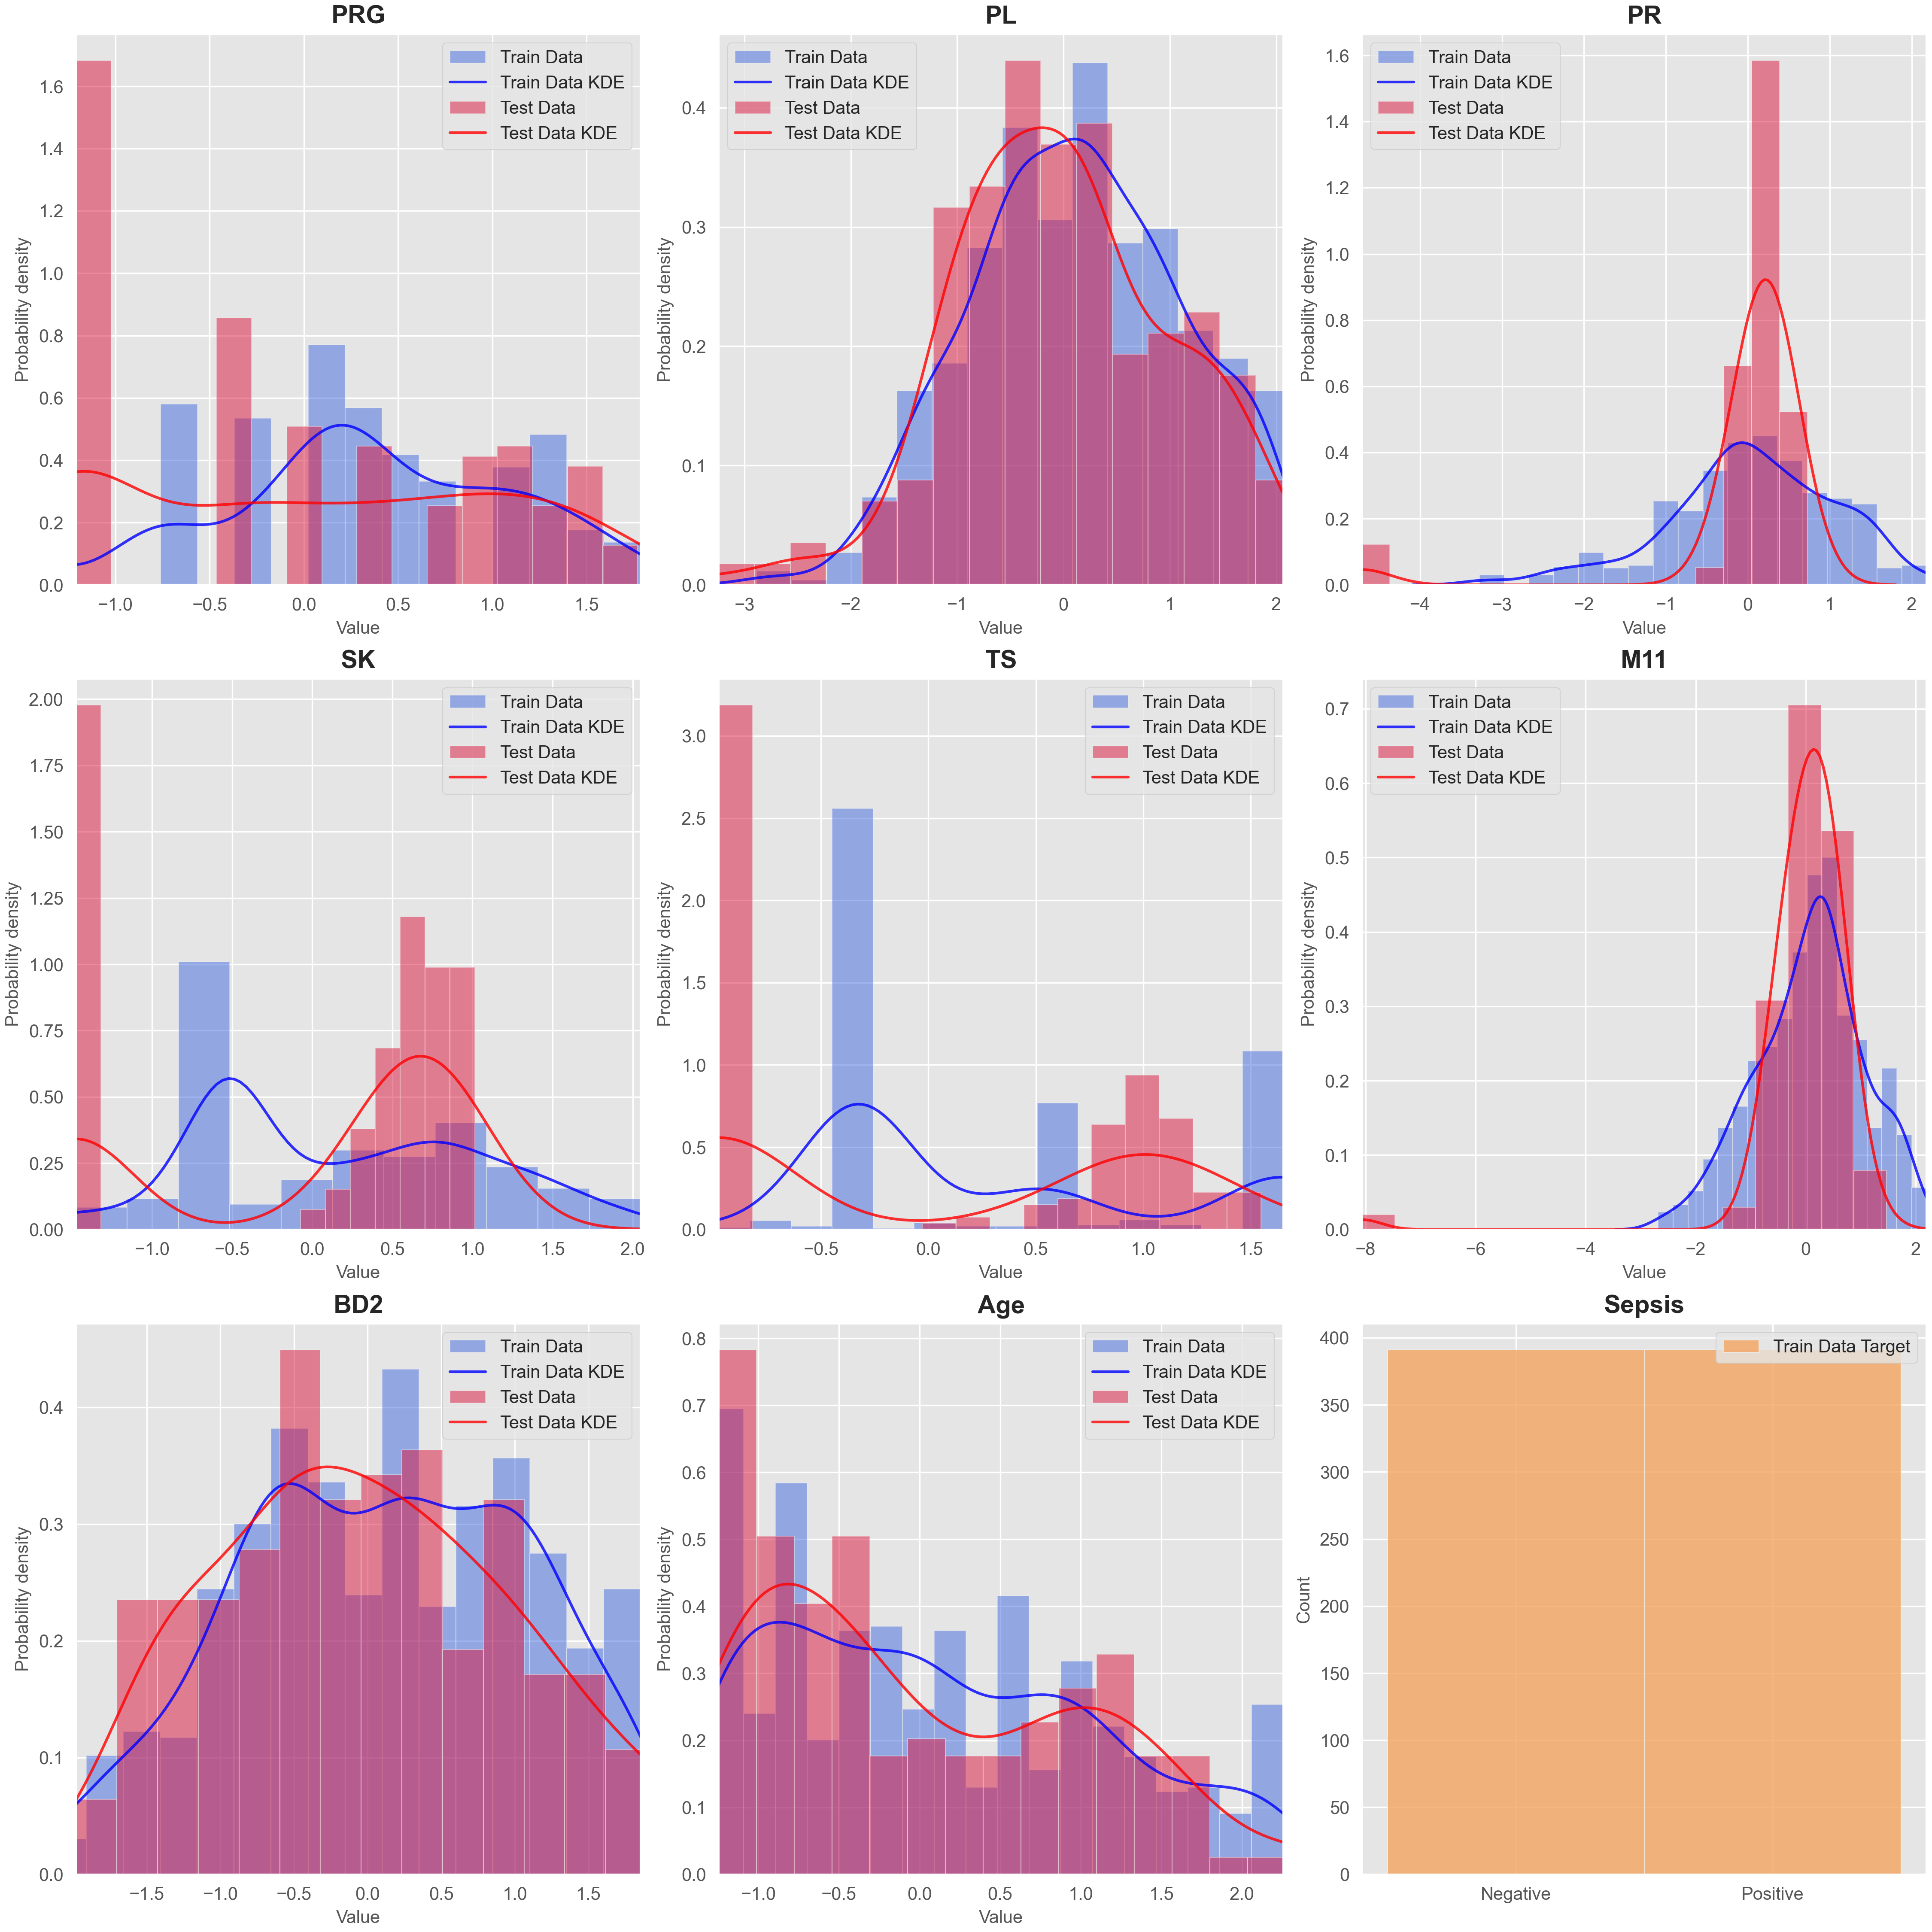 PRG
Train Data
Train Data KDE
Test Data
Test Data KDE
Probability density
1.6
1.4
1.2
1.0
0.8
0.6
0.4
0.2
0.0
−1.0 −0.5 0.0 0.5 1.0 1.5
Value
PL
Train Data
Train Data KDE
Test Data
Test Data KDE
Probability density
0.4
0.3
0.2
0.1
0.0
−3 −2 −1 0 1 2
Value
PR
Train Data
Train Data KDE
Test Data
Test Data KDE
Probability density
1.6
1.4
1.2
1.0
0.8
0.6
0.4
0.2
0.0
−4 −3 −2 −1 0 1 2
Value
SK
Train Data
Train Data KDE
Test Data
Test Data KDE
Probability density
2.00
1.75
1.50
1.25
1.00
0.75
0.50
0.25
0.00
−1.0 −0.5 0.0 0.5 1.0 1.5 2.0
Value
TS
Train Data
Train Data KDE
Test Data
Test Data KDE
Probability density
3.0
2.5
2.0
1.5
1.0
0.5
0.0
−0.5 0.0 0.5 1.0 1.5
Value
M11
Train Data
Train Data KDE
Test Data
Test Data KDE
Probability density
0.7
0.6
0.5
0.4
0.3
0.2
0.1
0.0
−8 −6 −4 −2 0 2
Value
BD2
Train Data
Train Data KDE
Test Data
Test Data KDE
Probability density
0.4
0.3
0.2
0.1
0.0
−1.5 −1.0 −0.5 0.0 0.5 1.0 1.5
Value
Age
Train Data
Train Data KDE
Test Data
Test Data KDE
Probability density
0.8
0.7
0.6
0.5
0.4
0.3
0.2
0.1
0.0
−1.0 −0.5 0.0 0.5 1.0 1.5 2.0
Value
Sepsis
Train Data Target
Count
400
350
300
250
200
150
100
50
0
Negative Positive